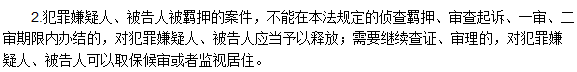 2.犯罪嫌疑人、被告人被羁押的案件，不能在本法规定的侦查羁押、审查起诉、一审、二
审期限内办结的，对犯罪嫌疑人、被告人应当予以释放；需要继续查证、审理的，对犯罪嫌
疑人、被告人可以取保候审或者监视居住。